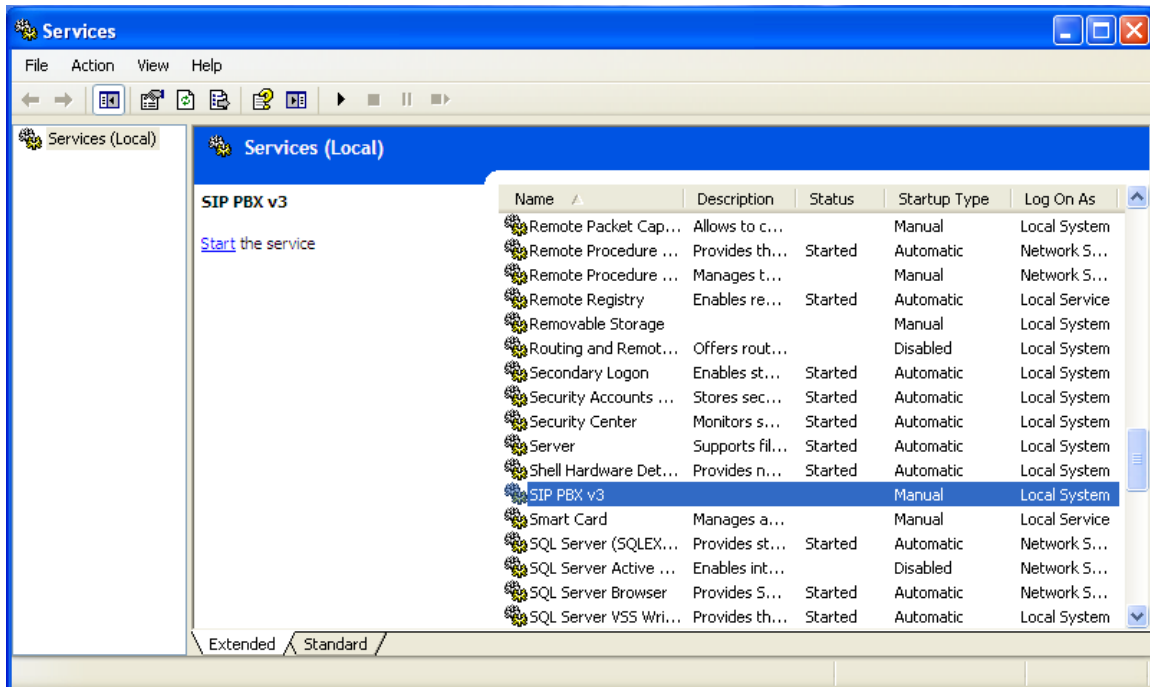 Services
File Action View Help
Services (Local)
Services (Local)
SIP PBX v3
Start the service
Name Description Status Startup Type Log On As
Remote Packet Cap... Allows to c... Manual Local System
Remote Procedure ... Provides th... Started Automatic Network S...
Remote Procedure ... Manages t... Manual Network S...
Remote Registry Enables re... Started Automatic Local Service
Removable Storage Manual Local System
Routing and Remot... Offers rout... Disabled Local System
Secondary Logon Enables st... Started Automatic Local System
Security Accounts ... Stores sec... Started Automatic Local System
Security Center Monitors s... Started Automatic Local System
Server Supports fil... Started Automatic Local System
Shell Hardware Det... Provides n... Started Automatic Local System
SIP PBX v3 Manual Local System
Smart Card Manages a... Manual Local Service
SQL Server (SQLEX... Provides st... Started Automatic Network S...
SQL Server Active ... Enables int... Disabled Network S...
SQL Server Browser Provides S... Started Automatic Network S...
SQL Server VSS Wri... Provides th... Started Automatic Local System
Extended Standard